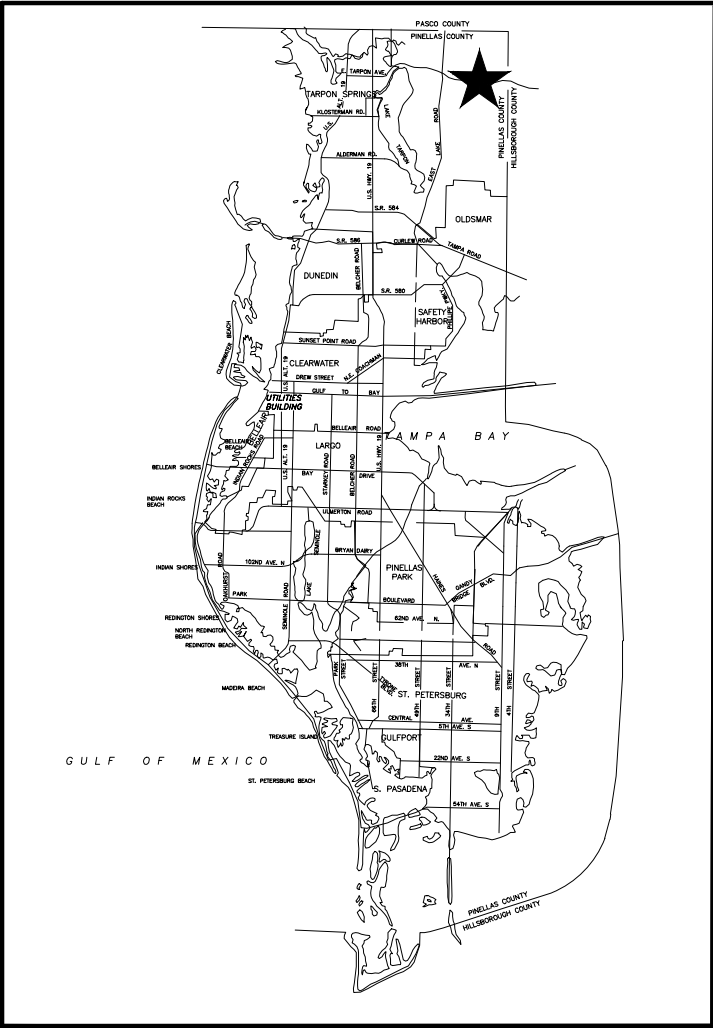 PASCO COUNTY
PINELLAS COUNTY
E. TARPON AVE.
U.S. ALT. 19
TARPON SPRINGS
KLOSTERMAN RD.
LAKE TARPON
EAST LAKE ROAD
PINELLAS COUNTY
HILLSBOROUGH COUNTY
ALDERMAN RD.
U.S. HWY. 19
S.R. 584
OLDSMAR
S.R. 586
CURLEW ROAD
TAMPA ROAD
BELCHER ROAD
DUNEDIN
S.R. 580
SAFETY
HARBOR
PHILLIPE PKWY.
SUNSET POINT ROAD
CLEARWATER BEACH
CLEARWATER
N.E. COACHMAN
DREW STREET
U.S. ALT. 19
GULF TO BAY
UTILITIES
BUILDING
BELLEAIR
BELLEAIR ROAD
TAMPA BAY
BELLEAIR
BEACH
INDIAN ROCKS ROAD
LARGO
U.S. ALT. 19
STARKEY ROAD
BELCHER ROAD
U.S. HWY. 19
BELLEAIR SHORES
BAY DRIVE
INDIAN ROCKS
BEACH
ULMERTON ROAD
SEMINOLE
BRYAN DAIRY
102ND AVE. N
INDIAN SHORES
OAKHURST ROAD
LAKE
PINELLAS
PARK
HAINES ROAD
GANDY
BRIDGE BLVD.
PARK BOULEVARD
SEMINOLE ROAD
62ND AVE. N.
REDINGTON SHORES
NORTH REDINGTON
BEACH
REDINGTON BEACH
PARK STREET
66TH STREET
38TH AVE. N
49TH STREET
34TH STREET
9TH STREET
4TH STREET
TYRONE
BLVD.
MADEIRA BEACH
ST. PETERSBURG
CENTRAL AVE.
5TH AVE. S
TREASURE ISLAND
GULFPORT
GULF OF MEXICO
22ND AVE. S
ST. PETERSBURG BEACH
S. PASADENA
54TH AVE. S
PINELLAS COUNTY
HILLSBOROUGH COUNTY